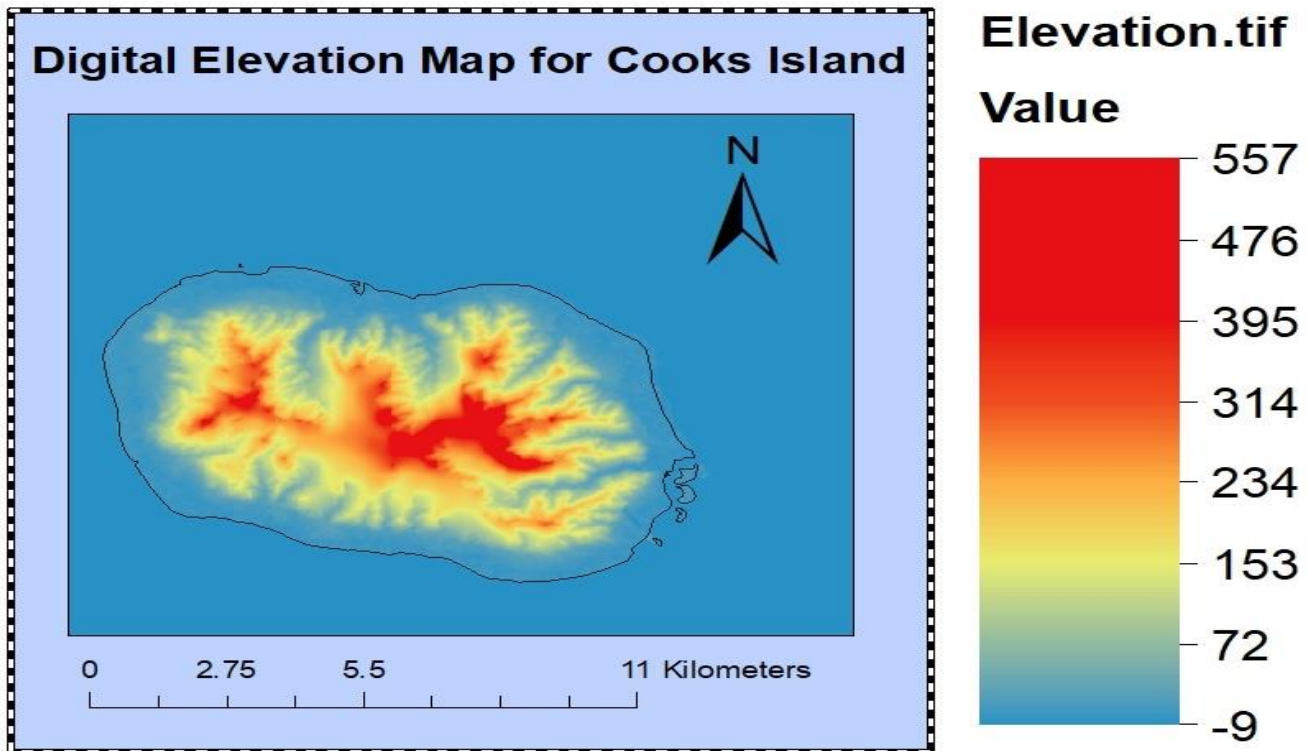 Digital Elevation Map for Cooks Island
N
0 2.75 5.5 11 Kilometers
Elevation.tif
Value
557
476
395
314
234
153
72
-9